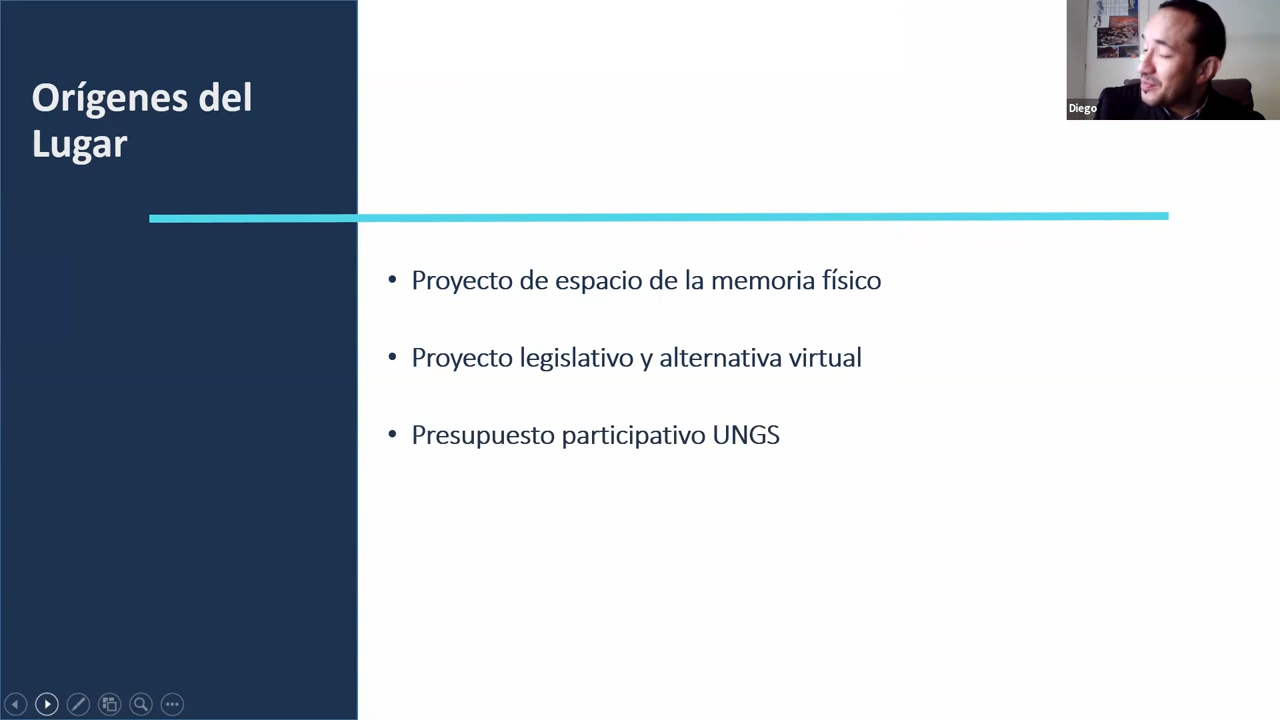 Orígenes del
Lugar
Diego
• Proyecto de espacio de la memoria físico
• Proyecto legislativo y alternativa virtual
• Presupuesto participativo UNGS